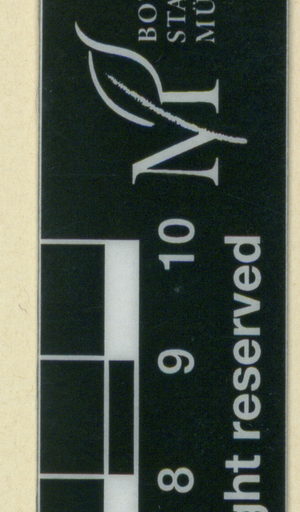 BO
STA
MÜ
M
8 9 10
ght reserved